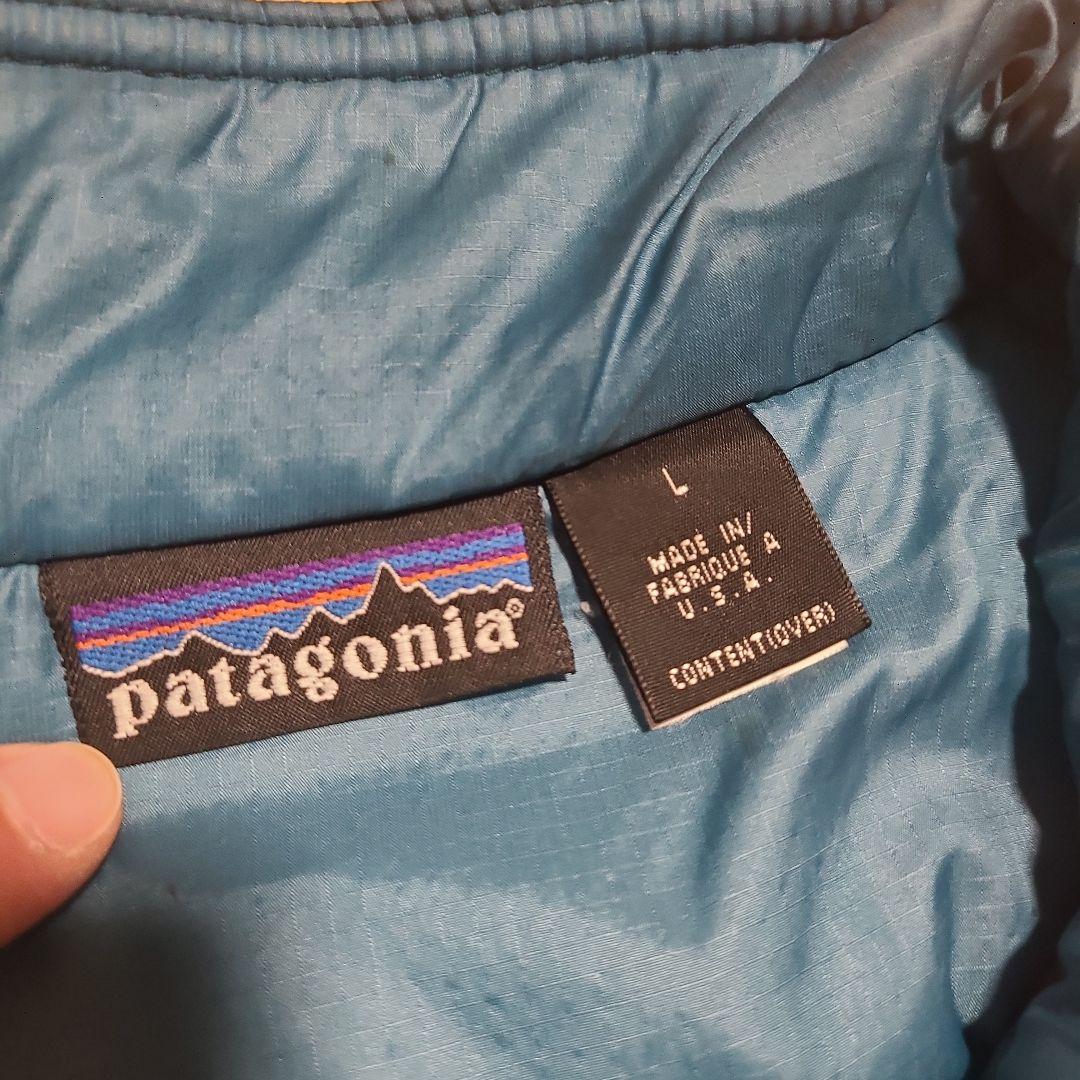 patagonia®
L
MADE IN/
FABRIQUE A
U.S.A.
CONTENT(OVER)